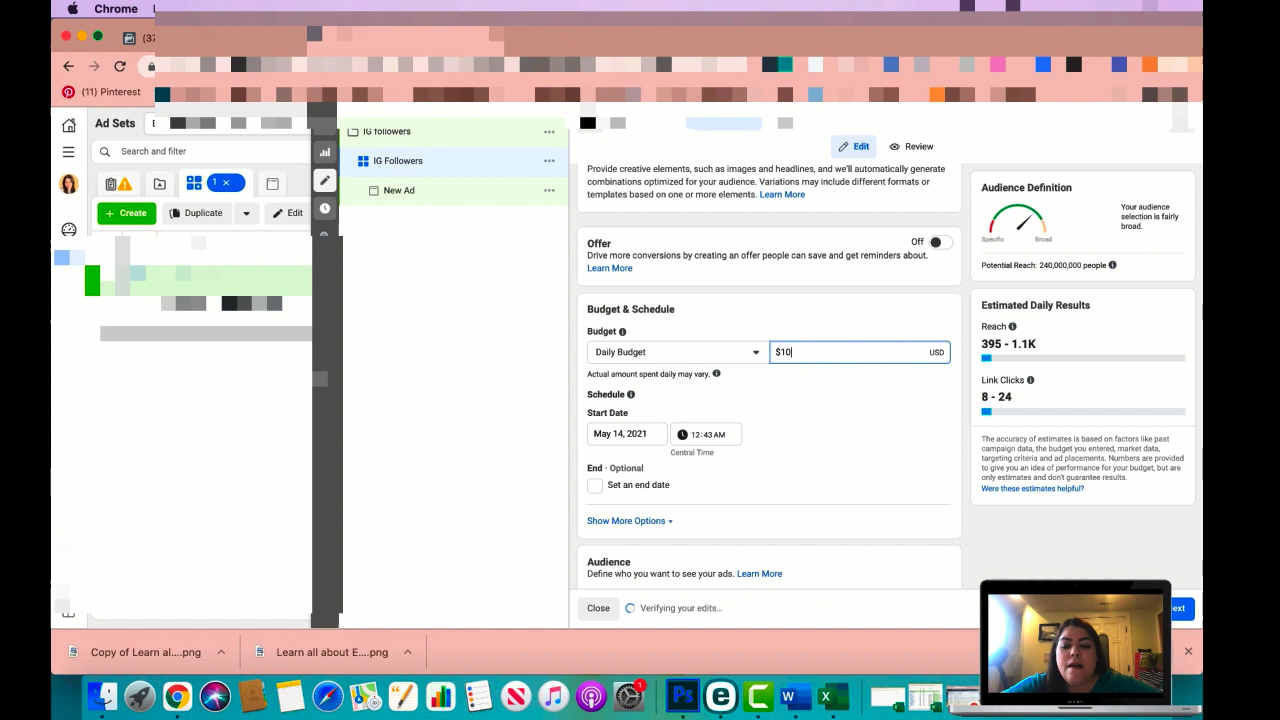 Chrome
(37
(11) Pinterest
Ad Sets
Search and filter
1 ×
+ Create
Duplicate
Edit
IG followers
IG Followers
New Ad
Edit
Review
Provide creative elements, such as images and headlines, and we'll automatically generate
combinations optimized for your audience. Variations may include different formats or
templates based on one or more elements. Learn More
Offer
Off
Drive more conversions by creating an offer people can save and get reminders about.
Learn More
Budget & Schedule
Budget
Daily Budget
$10
USD
Actual amount spent daily may vary.
Schedule
Start Date
May 14, 2021
12:43 AM
Central Time
End · Optional
Set an end date
Show More Options
Audience
Define who you want to see your ads. Learn More
Close
Verifying your edits...
Audience Definition
Your audience
selection is fairly
broad.
Specific
Broad
Potential Reach: 240,000,000 people
Estimated Daily Results
Reach
395 - 1.1K
Link Clicks
8 - 24
The accuracy of estimates is based on factors like past
campaign data, the budget you entered, market data,
targeting criteria and ad placements. Numbers are provided
to give you an idea of performance for your budget, but are
only estimates and don't guarantee results.
Were these estimates helpful?
ext
Copy of Learn al....png
Learn all about E....png
1